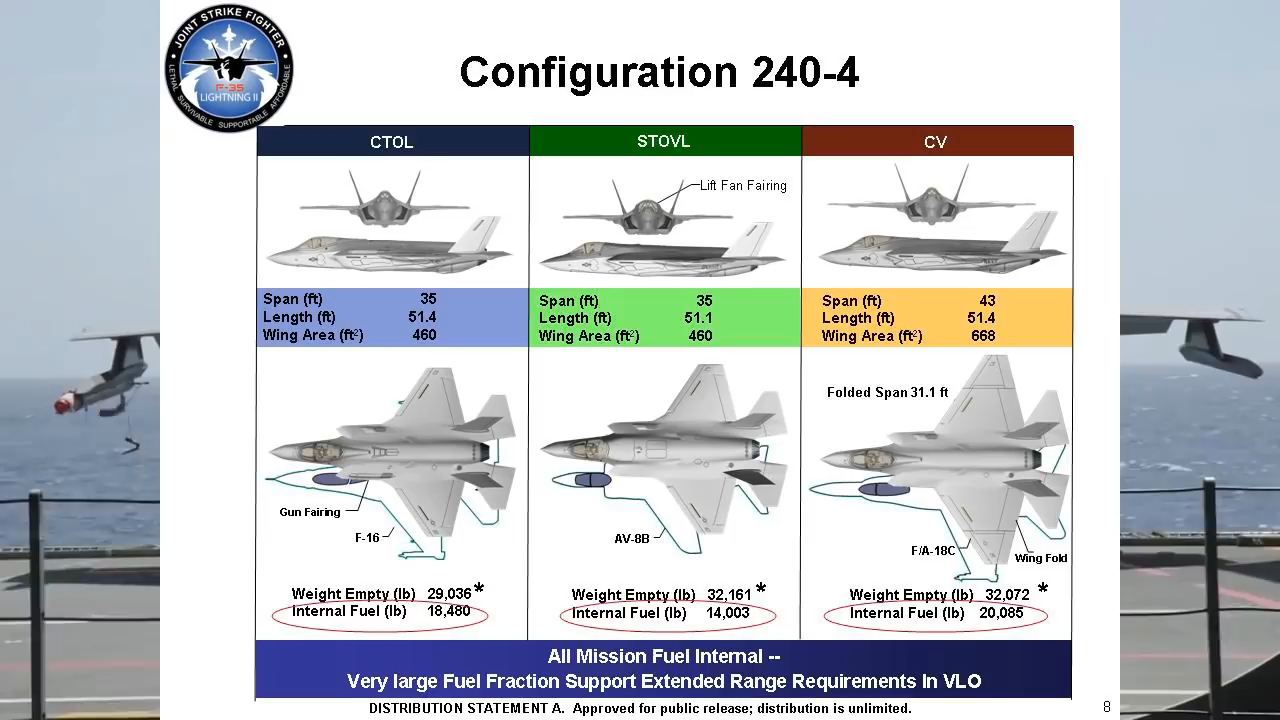 JOINT STRIKE FIGHTER
F-35
LIGHTNING II
LETHAL SURVIVABLE SUPPORTABLE AFFORDABLE
Configuration 240-4
CTOL
STOVL
CV
Lift Fan Fairing
Span (ft) 35
Length (ft) 51.4
Wing Area (ft²) 460
Span (ft) 35
Length (ft) 51.1
Wing Area (ft²) 460
Span (ft) 43
Length (ft) 51.4
Wing Area (ft²) 668
Folded Span 31.1 ft
Gun Fairing
F-16
AV-8B
F/A-18C
Wing Fold
Weight Empty (lb) 29,036*
Internal Fuel (lb) 18,480
Weight Empty (lb) 32,161*
Internal Fuel (lb) 14,003
Weight Empty (lb) 32,072 *
Internal Fuel (lb) 20,085
All Mission Fuel Internal --
Very large Fuel Fraction Support Extended Range Requirements In VLO
DISTRIBUTION STATEMENT A. Approved for public release; distribution is unlimited.
8